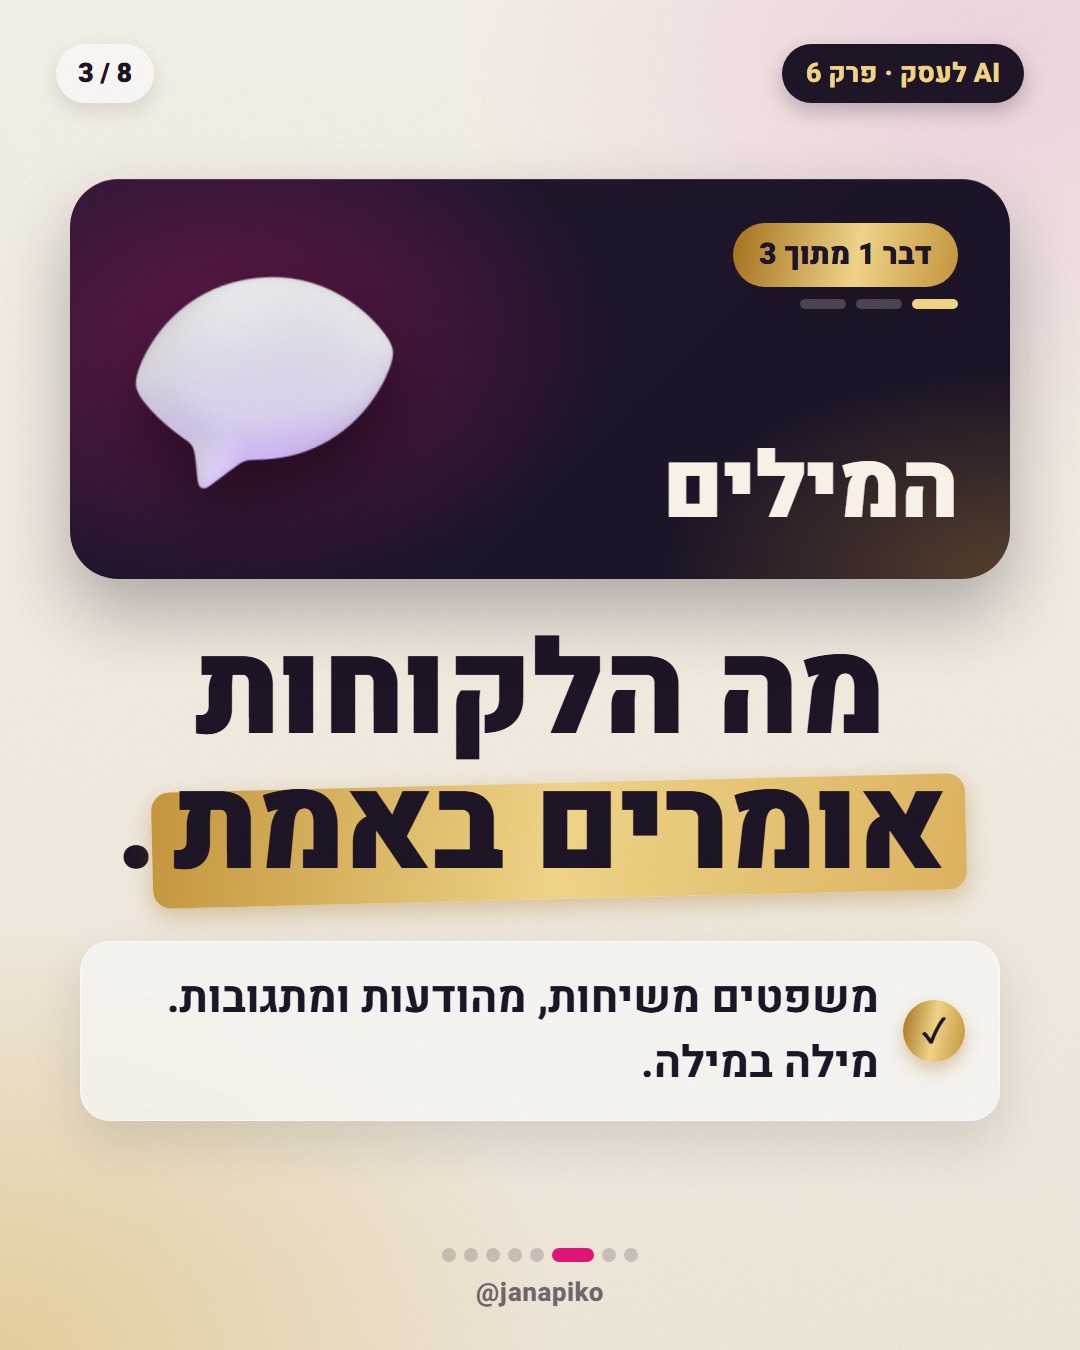 AI לעסק · פרק 6
3 / 8
דבר 1 מתוך 3
המילים
מה הלקוחות
אומרים באמת.
משפטים משיחות, מהודעות ומתגובות.
מילה במילה.
@janapiko